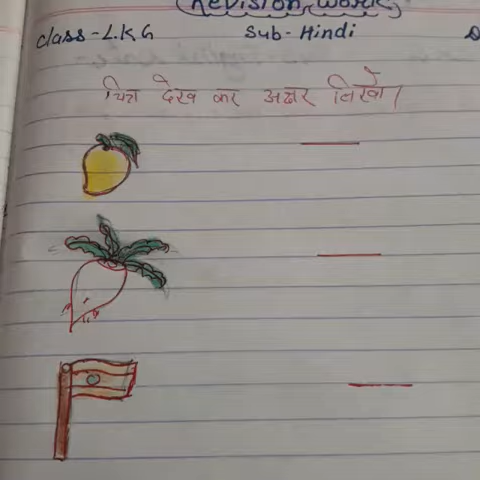 Revision work
Class-L.K.G Sub-Hindi
चित्र देख कर अक्षर लिखो।